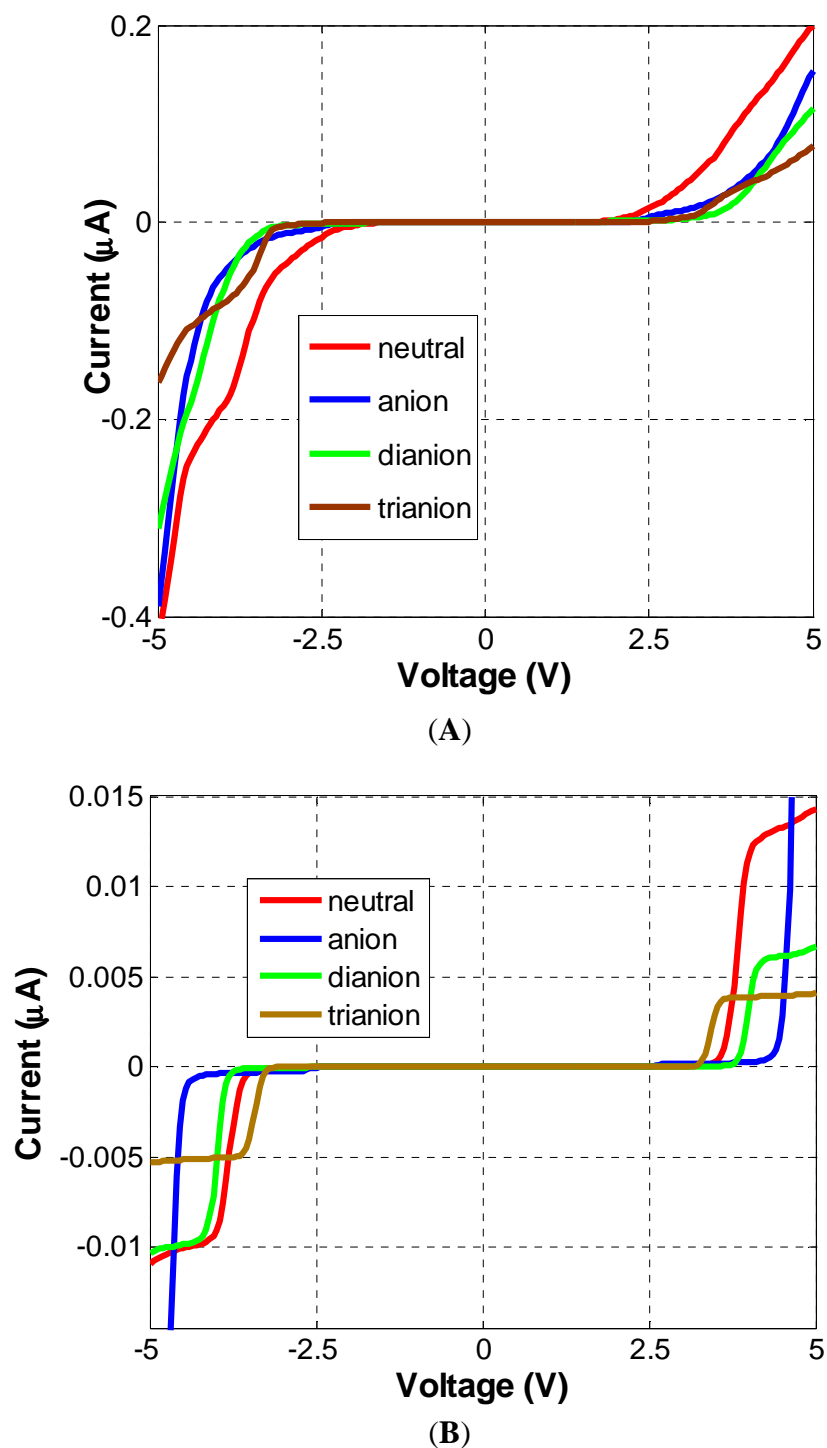 0.2
0
-0.2
-0.4
Current (µA)
neutral
anion
dianion
trianion
-5
-2.5
0
2.5
5
Voltage (V)
(A)
0.015
0.01
0.005
0
-0.005
-0.01
Current (µA)
neutral
anion
dianion
trianion
-5
-2.5
0
2.5
5
Voltage (V)
(B)